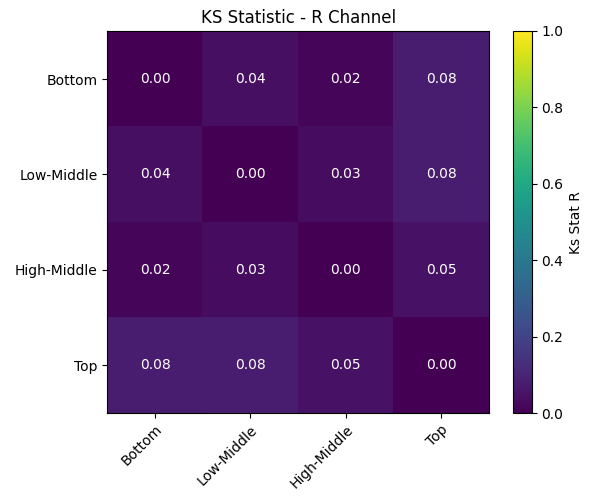 KS Statistic - R Channel
Bottom 0.00 0.04 0.02 0.08
Low-Middle 0.04 0.00 0.03 0.08
High-Middle 0.02 0.03 0.00 0.05
Top 0.08 0.08 0.05 0.00
Bottom Low-Middle High-Middle Top
1.0
0.8
0.6
0.4
0.2
0.0
Ks Stat R